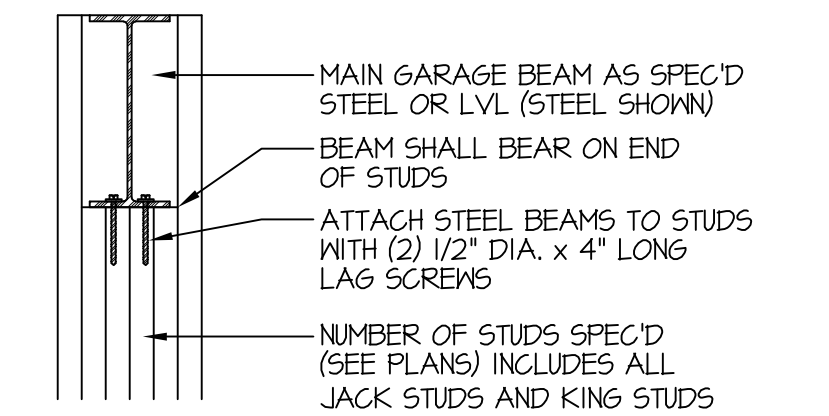 MAIN GARAGE BEAM AS SPEC'D
STEEL OR LVL (STEEL SHOWN)
BEAM SHALL BEAR ON END
OF STUDS
ATTACH STEEL BEAMS TO STUDS
WITH (2) 1/2" DIA. x 4" LONG
LAG SCREWS
NUMBER OF STUDS SPEC'D
(SEE PLANS) INCLUDES ALL
JACK STUDS AND KING STUDS